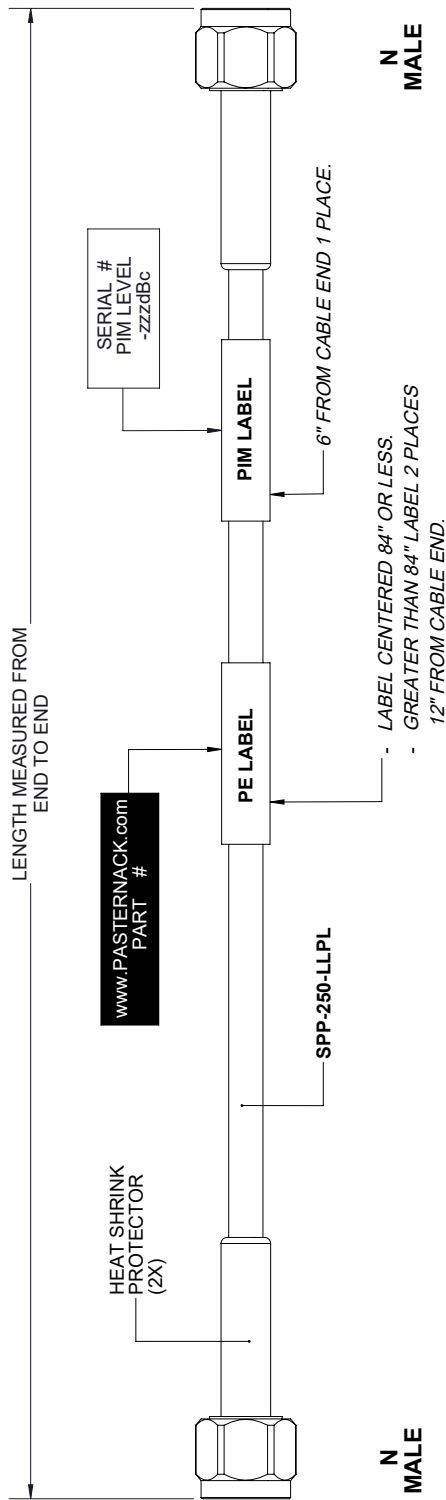 LENGTH MEASURED FROM
END TO END
HEAT SHRINK
PROTECTOR
(2X)
www.PASTERNACK.com
PART #
SERIAL #
PIM LEVEL
-zzzdBc
PE LABEL
PIM LABEL
SPP-250-LLPL
6" FROM CABLE END 1 PLACE.
- LABEL CENTERED 84" OR LESS.
- GREATER THAN 84" LABEL 2 PLACES
12" FROM CABLE END.
N
MALE
N
MALE